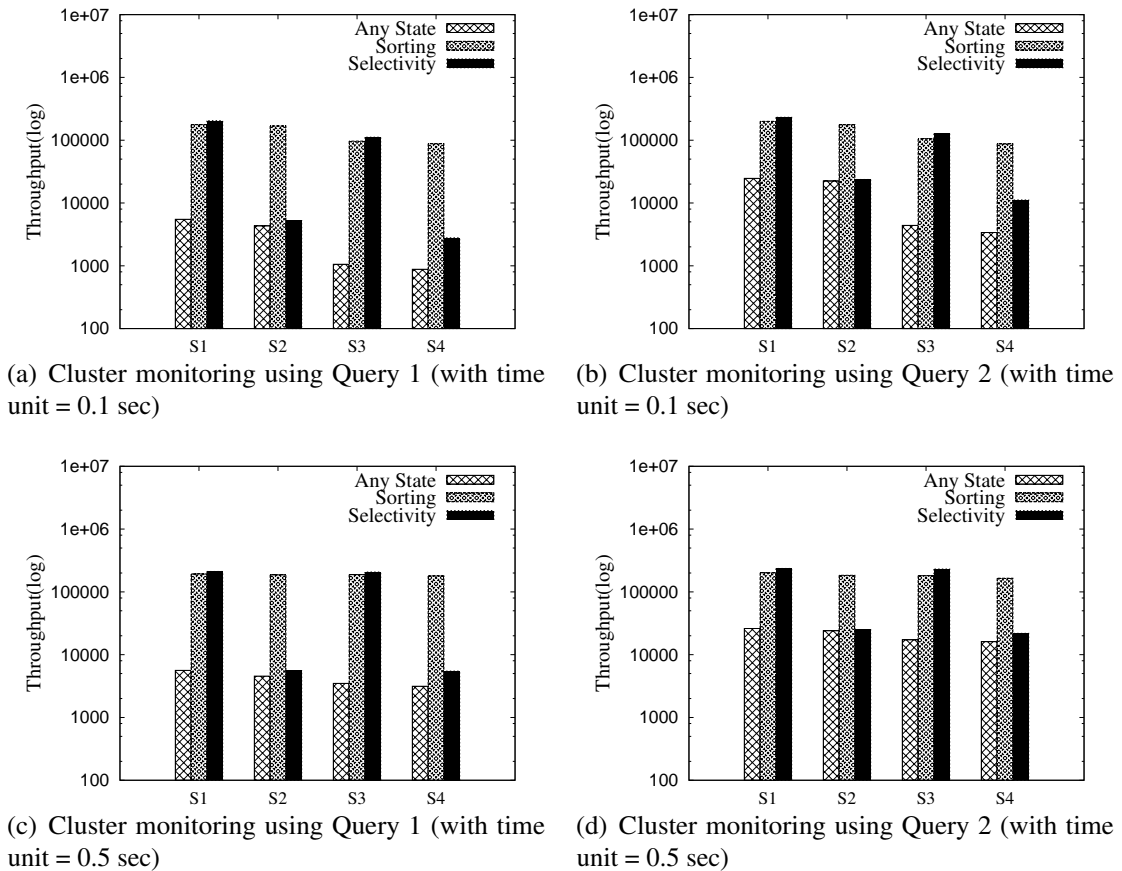 1e+07
1e+06
100000
10000
1000
100
Throughput(log)
Any State
Sorting
Selectivity
S1 S2 S3 S4
(a) Cluster monitoring using Query 1 (with time
unit = 0.1 sec)
1e+07
1e+06
100000
10000
1000
100
Throughput(log)
Any State
Sorting
Selectivity
S1 S2 S3 S4
(b) Cluster monitoring using Query 2 (with time
unit = 0.1 sec)
1e+07
1e+06
100000
10000
1000
100
Throughput(log)
Any State
Sorting
Selectivity
S1 S2 S3 S4
(c) Cluster monitoring using Query 1 (with time
unit = 0.5 sec)
1e+07
1e+06
100000
10000
1000
100
Throughput(log)
Any State
Sorting
Selectivity
S1 S2 S3 S4
(d) Cluster monitoring using Query 2 (with time
unit = 0.5 sec)